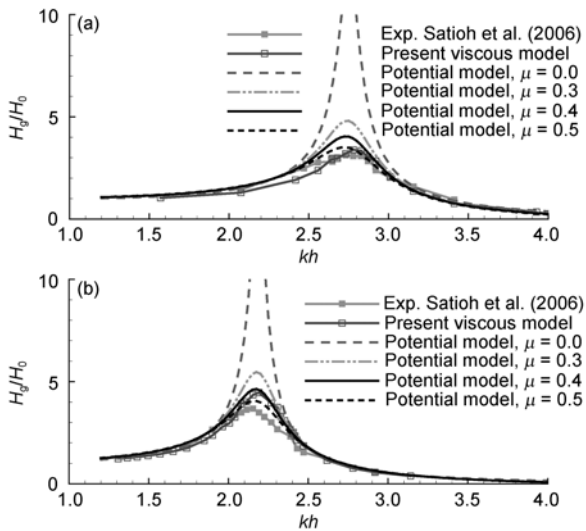 10
(a)
Exp. Satioh et al. (2006)
Present viscous model
Potential model, μ = 0.0
Potential model, μ = 0.3
Potential model, μ = 0.4
Potential model, μ = 0.5
Hg/H0
5
0
1.0 1.5 2.0 2.5 3.0 3.5 4.0
kh
10
(b)
Exp. Satioh et al. (2006)
Present viscous model
Potential model, μ = 0.0
Potential model, μ = 0.3
Potential model, μ = 0.4
Potential model, μ = 0.5
Hg/H0
5
0
1.0 1.5 2.0 2.5 3.0 3.5 4.0
kh